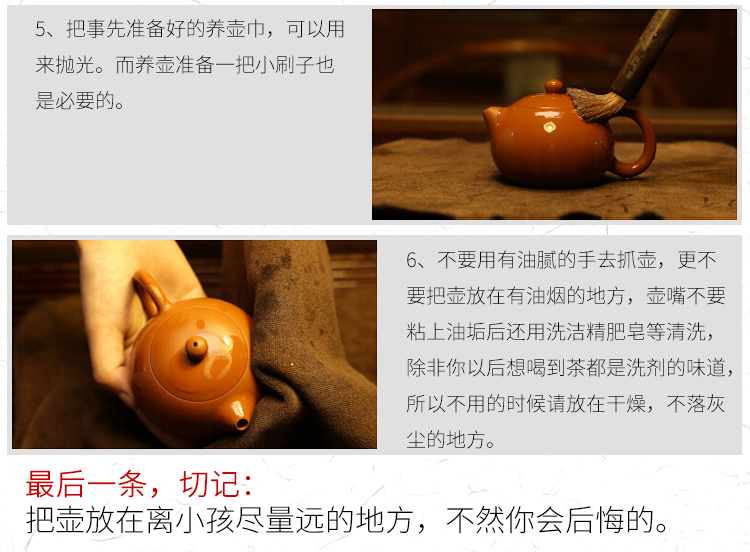 5、把事先准备好的养壶巾，可以用
来抛光。而养壶准备一把小刷子也
是必要的。
6、不要用有油腻的手去抓壶，更不
要把壶放在有油烟的地方，壶嘴不要
粘上油垢后还用洗洁精肥皂等清洗，
除非你以后想喝到茶都是洗剂的味道，
所以不用的时候请放在干燥，不落灰
尘的地方。
最后一条，切记：
把壶放在离小孩尽量远的地方，不然你会后悔的。